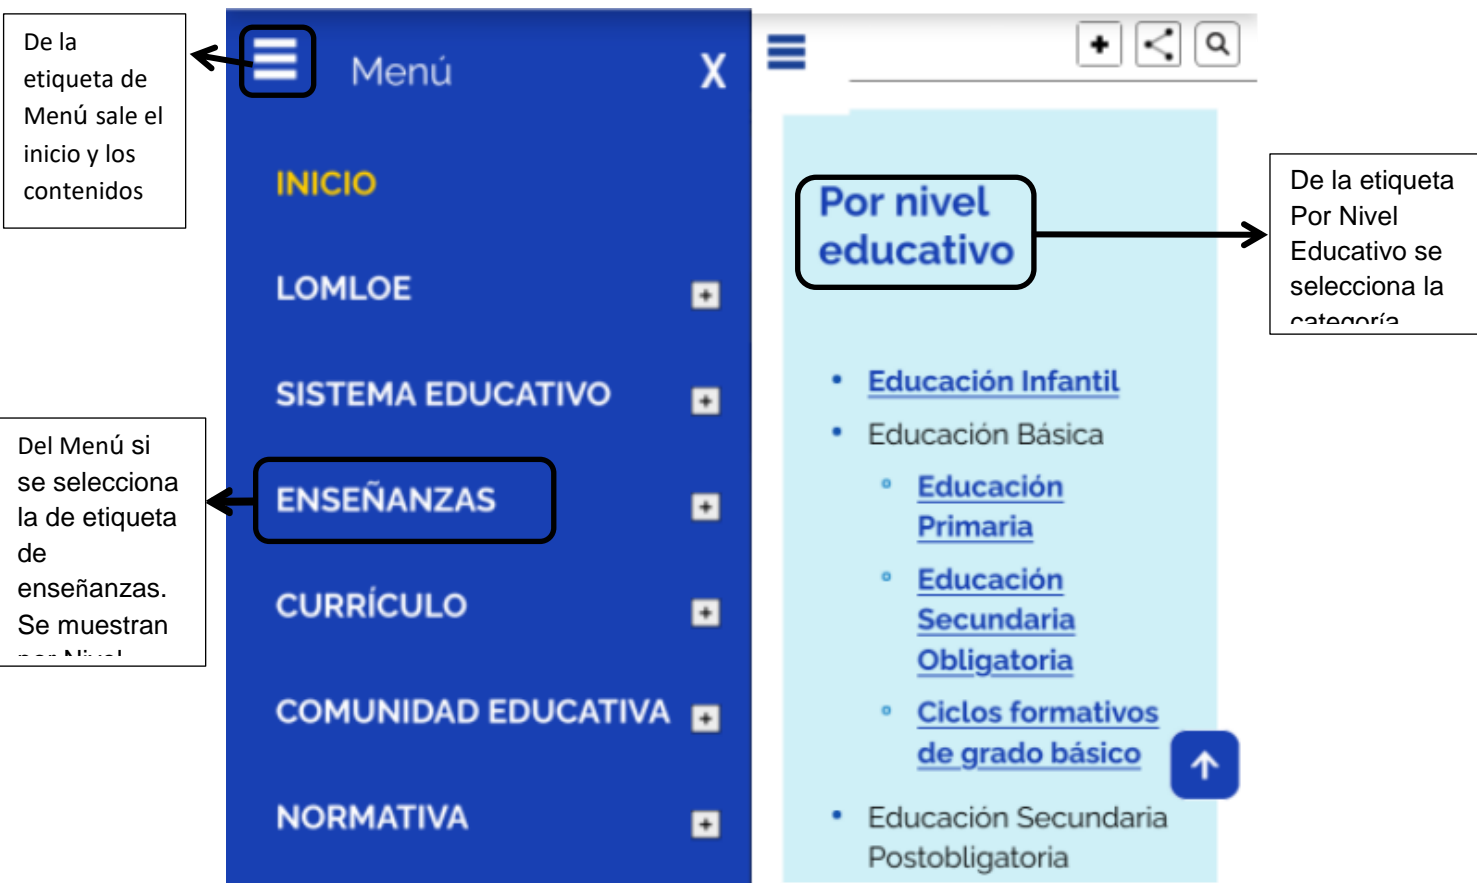 De la
etiqueta de
Menú sale el
inicio y los
contenidos
Menú
X
INICIO
LOMLOE
SISTEMA EDUCATIVO
ENSEÑANZAS
CURRÍCULO
COMUNIDAD EDUCATIVA
NORMATIVA
Del Menú si
se selecciona
la de etiqueta
de
enseñanzas.
Se muestran
por Nivel
Por nivel
educativo
Educación Infantil
Educación Básica
Educación
Primaria
Educación
Secundaria
Obligatoria
Ciclos formativos
de grado básico
Educación Secundaria
Postobligatoria
De la etiqueta
Por Nivel
Educativo se
selecciona la
categoría